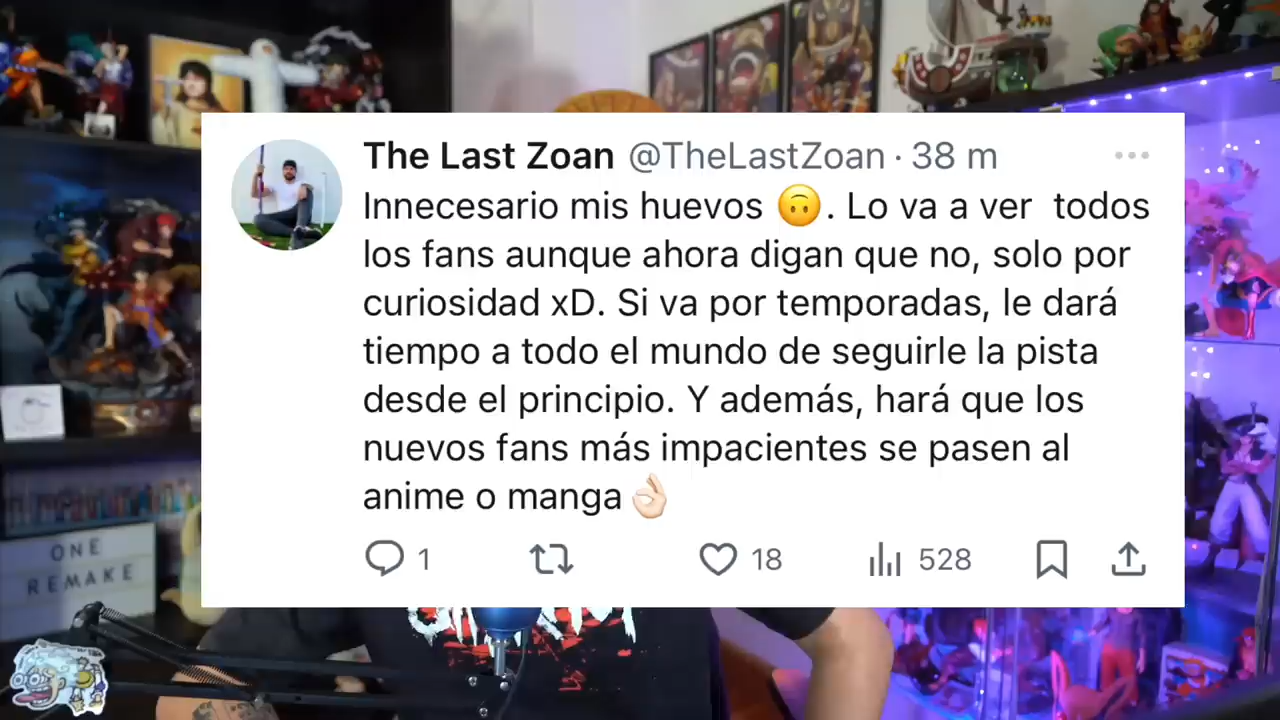 The Last Zoan @TheLastZoan · 38 m
Innecesario mis huevos 🙃. Lo va a ver todos
los fans aunque ahora digan que no, solo por
curiosidad xD. Si va por temporadas, le dará
tiempo a todo el mundo de seguirle la pista
desde el principio. Y además, hará que los
nuevos fans más impacientes se pasen al
anime o manga 👌🏻
1
18
528
ONE
REMAKE